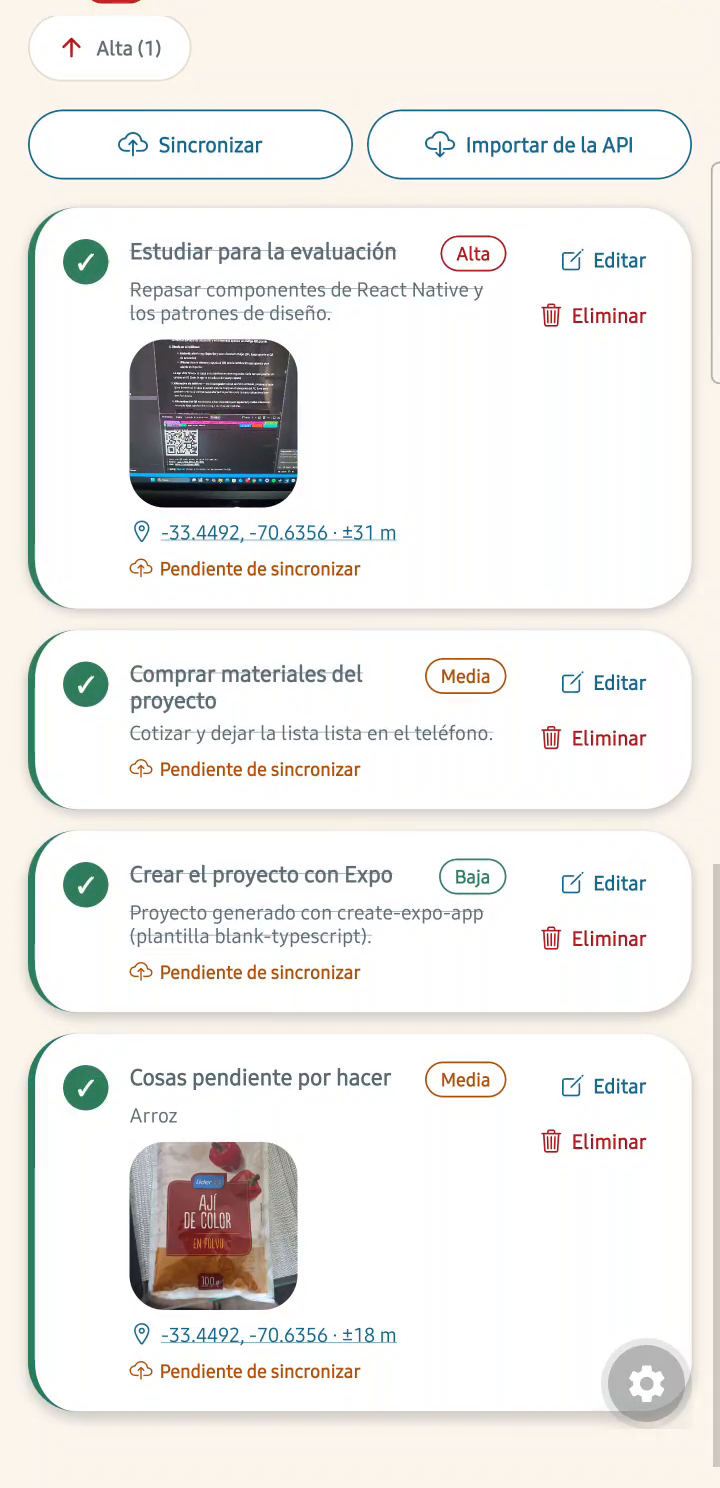 Alta (1)
Sincronizar
Importar de la API
Estudiar para la evaluación
Alta
Editar
Repasar componentes de React Native y
los patrones de diseño.
Eliminar
-33.4492, -70.6356 · ±31 m
Pendiente de sincronizar
Comprar materiales del
proyecto
Media
Editar
Cotizar y dejar la lista lista en el teléfono.
Eliminar
Pendiente de sincronizar
Crear el proyecto con Expo
Baja
Editar
Proyecto generado con create-expo-app
(plantilla blank-typescript).
Eliminar
Pendiente de sincronizar
Cosas pendiente por hacer
Media
Editar
Arroz
Eliminar
lider
AJÍ
DE COLOR
EN POLVO
100 g
-33.4492, -70.6356 · ±18 m
Pendiente de sincronizar